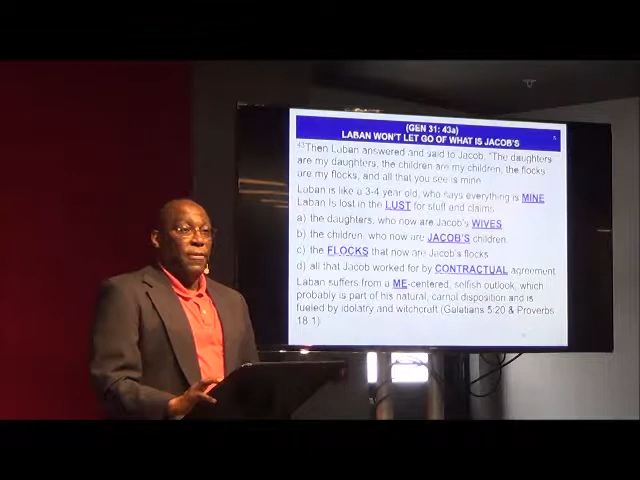 (GEN 31: 43a)
LABAN WON'T LET GO OF WHAT IS JACOB'S
43Then Laban answered and said to Jacob, "The daughters
are my daughters, the children are my children, the flocks
are my flocks, and all that you see is mine
Laban is like a 3-4 year old, who says everything is MINE
Laban is lost in the LUST for stuff and claims:
a) the daughters, who now are Jacob's WIVES
b) the children, who now are JACOB'S children.
c) the FLOCKS that now are Jacob's flocks
d) all that Jacob worked for by CONTRACTUAL agreement
Laban suffers from a ME-centered, selfish outlook, which
probably is part of his natural, carnal disposition and is
fueled by idolatry and witchcraft (Galatians 5:20 & Proverbs
18:1)